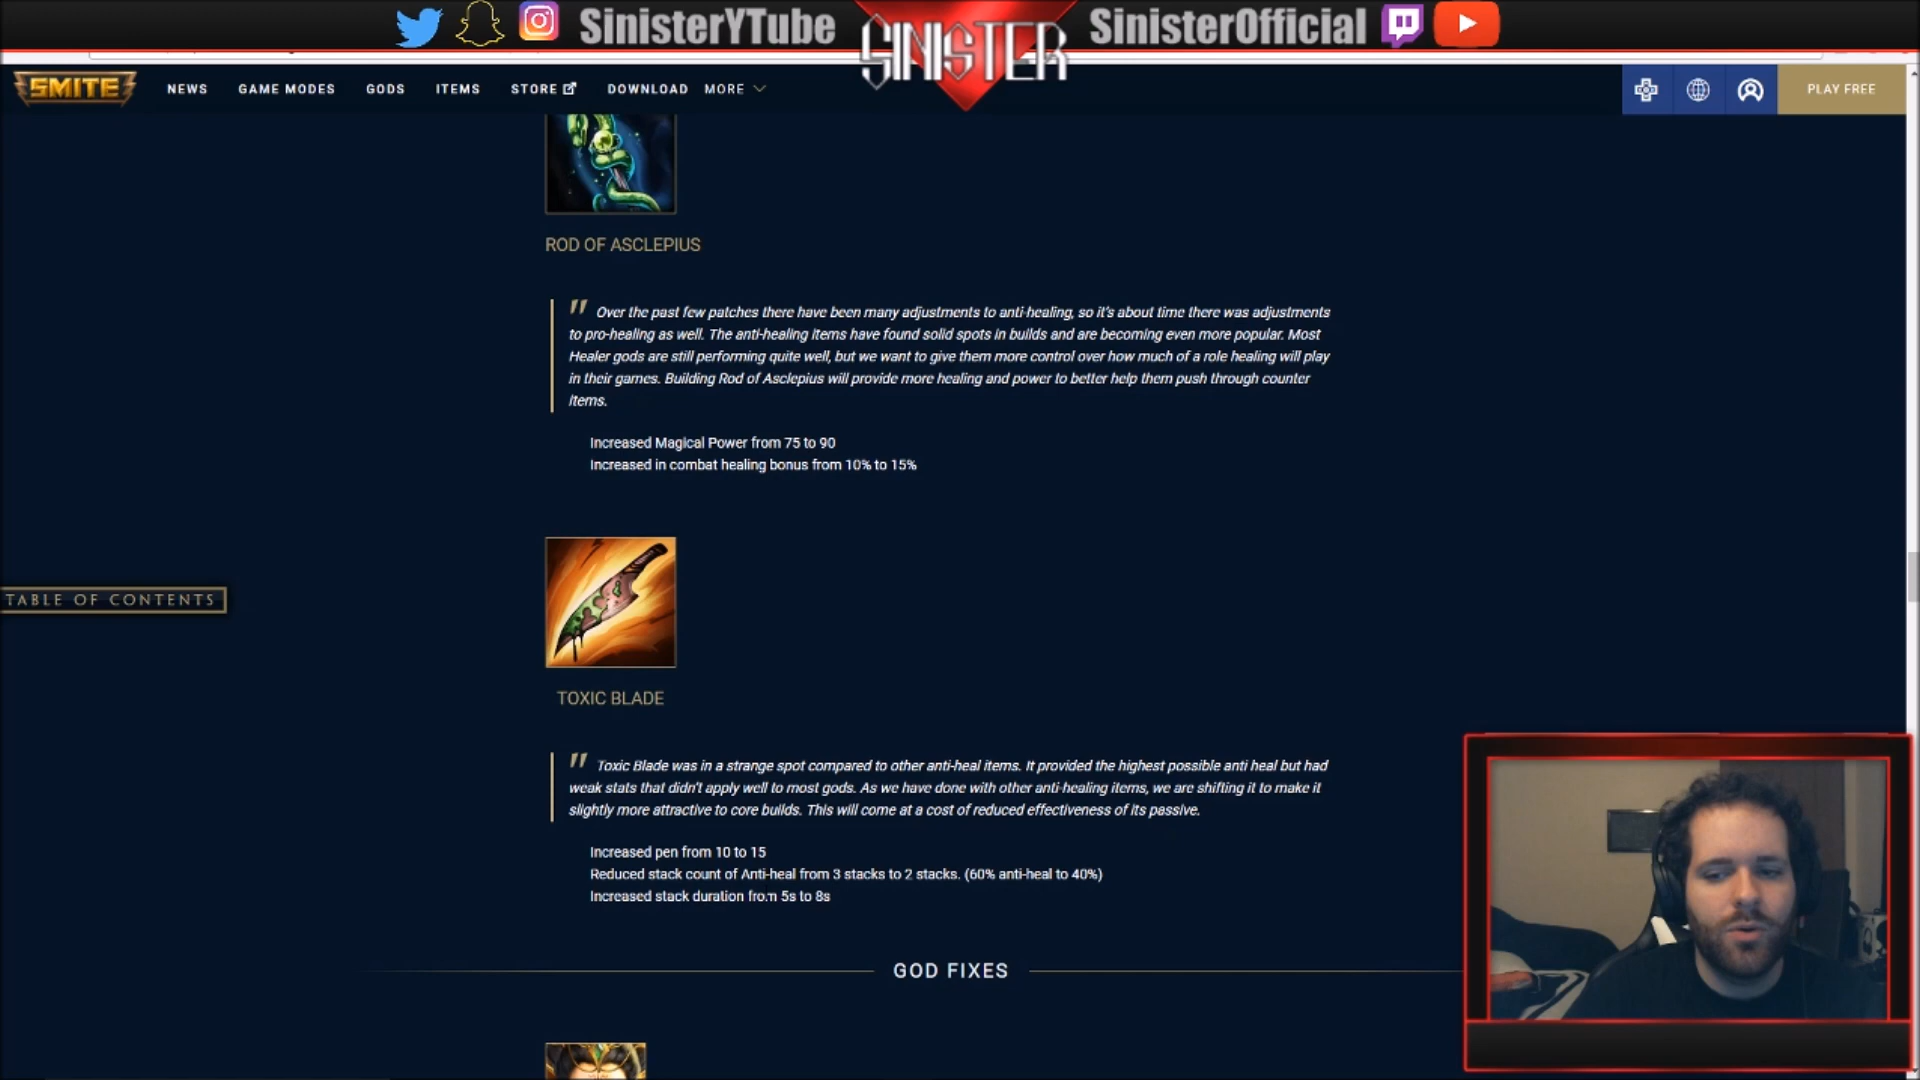 SinisterYTube
SINISTER
SinisterOfficial
SMITE
NEWS
GAME MODES
GODS
ITEMS
STORE
DOWNLOAD
MORE
PLAY FREE
ROD OF ASCLEPIUS
" Over the past few patches there have been many adjustments to anti-healing, so it's about time there was adjustments
to pro-healing as well. The anti-healing items have found solid spots in builds and are becoming even more popular. Most
Healer gods are still performing quite well, but we want to give them more control over how much of a role healing will play
in their games. Building Rod of Asclepius will provide more healing and power to better help them push through counter
items.
Increased Magical Power from 75 to 90
Increased in combat healing bonus from 10% to 15%
TABLE OF CONTENTS
TOXIC BLADE
" Toxic Blade was in a strange spot compared to other anti-heal items. It provided the highest possible anti heal but had
weak stats that didn't apply well to most gods. As we have done with other anti-healing items, we are shifting it to make it
slightly more attractive to core builds. This will come at a cost of reduced effectiveness of its passive.
Increased pen from 10 to 15
Reduced stack count of Anti-heal from 3 stacks to 2 stacks. (60% anti-heal to 40%)
Increased stack duration from 5s to 8s
GOD FIXES